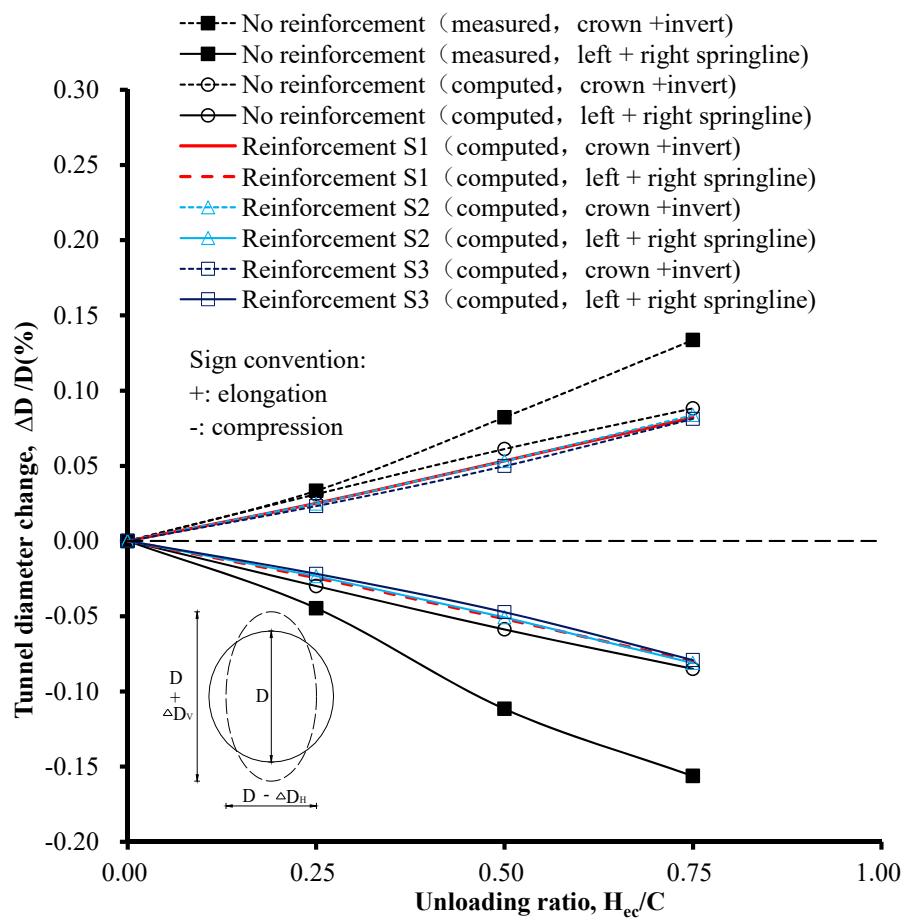 No reinforcement（measured，crown +invert)
No reinforcement（measured，left + right springline)
No reinforcement（computed，crown +invert)
No reinforcement（computed，left + right springline)
Reinforcement S1（computed，crown +invert)
Reinforcement S1（computed，left + right springline)
Reinforcement S2（computed，crown +invert)
Reinforcement S2（computed，left + right springline)
Reinforcement S3（computed，crown +invert)
Reinforcement S3（computed，left + right springline)
0.30
0.25
0.20
0.15
0.10
0.05
0.00
-0.05
-0.10
-0.15
-0.20
Tunnel diameter change, ΔD /D(%)
Sign convention:
+: elongation
-: compression
D
+
△Dv
D
D - △DH
0.00 0.25 0.50 0.75 1.00
Unloading ratio, Hec/C